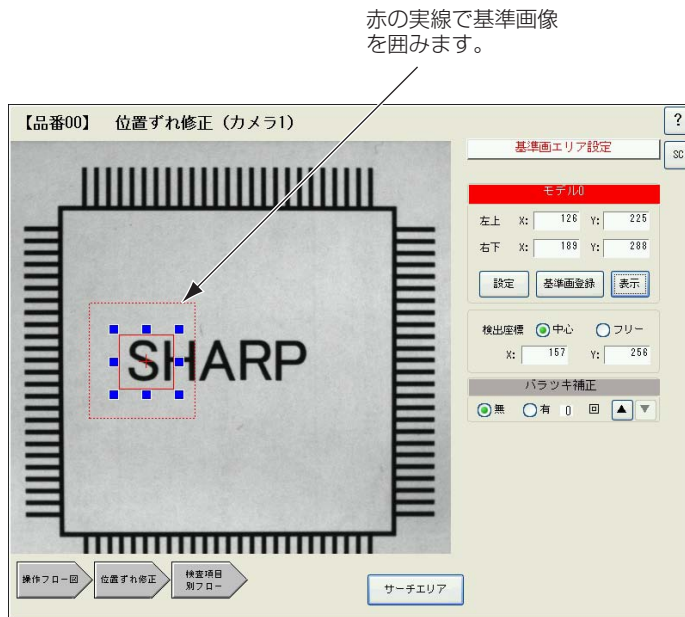 赤の実線で基準画像
を囲みます。
【品番00】 位置ずれ修正（カメラ1）
?
基準画エリア設定
SC
モデル0
左上 X: 126 Y: 225
右下 X: 189 Y: 288
設定 基準画登録 表示
検出座標 中心 フリー
X: 157 Y: 256
バラツキ補正
無 有 0 回 ▲ ▼
SHARP
操作フロー図 位置ずれ修正 検査項目
別フロー
サーチエリア